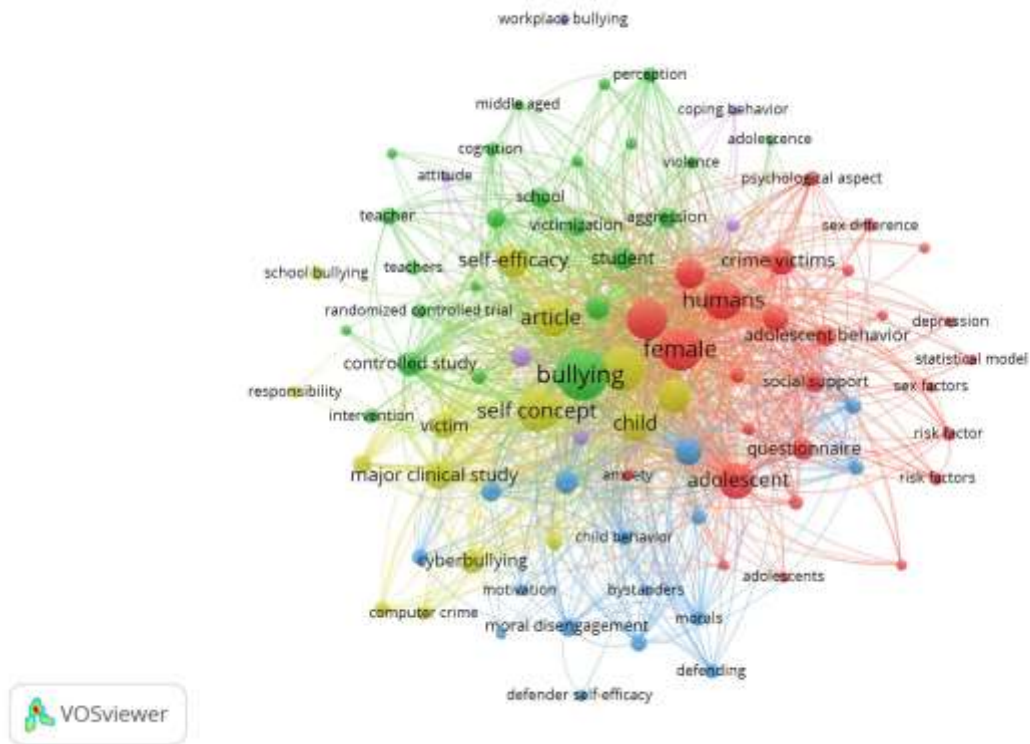 workplace bullying
perception
middle aged
coping behavior
adolescence
cognition
violence
attitude
psychological aspect
school
teacher
victimization
aggression
sex difference
self-efficacy
student
crime victims
school bullying
teachers
humans
randomized controlled trial
article
depression
adolescent behavior
female
statistical model
controlled study
bullying
social support
sex factors
responsibility
self concept
child
intervention
victim
risk factor
questionnaire
major clinical study
anxiety
adolescent
risk factors
child behavior
cyberbullying
adolescents
motivation
bystanders
computer crime
moral disengagement
morals
defending
defender self-efficacy
VOSviewer